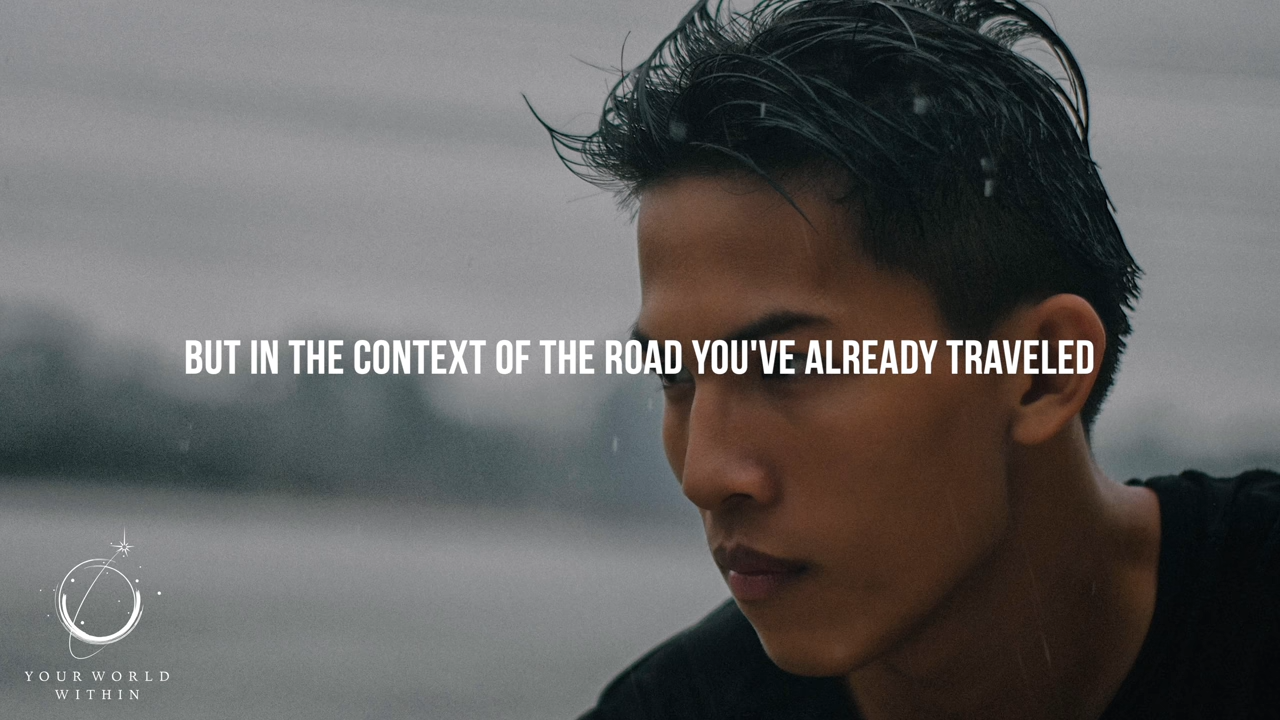 BUT IN THE CONTEXT OF THE ROAD YOU'VE ALREADY TRAVELED
YOUR WORLD
WITHIN